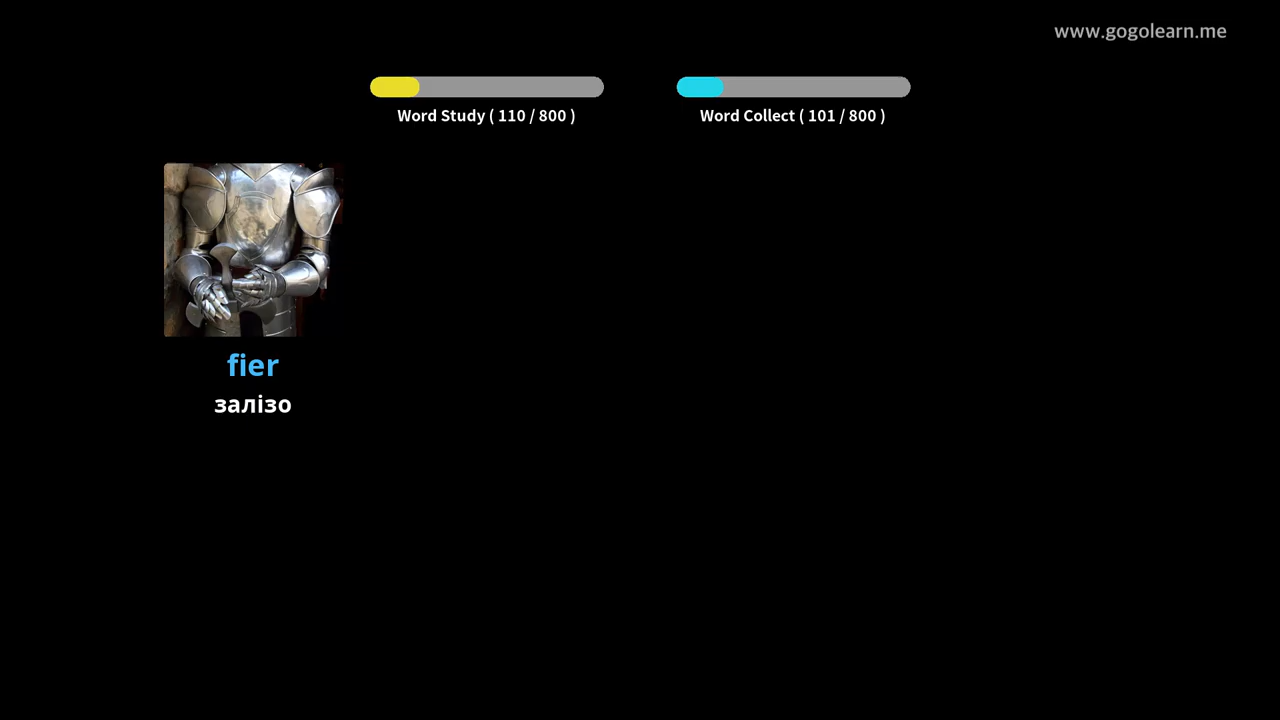 www.gogolearn.me
Word Study ( 110 / 800 )
Word Collect ( 101 / 800 )
fier
залізо